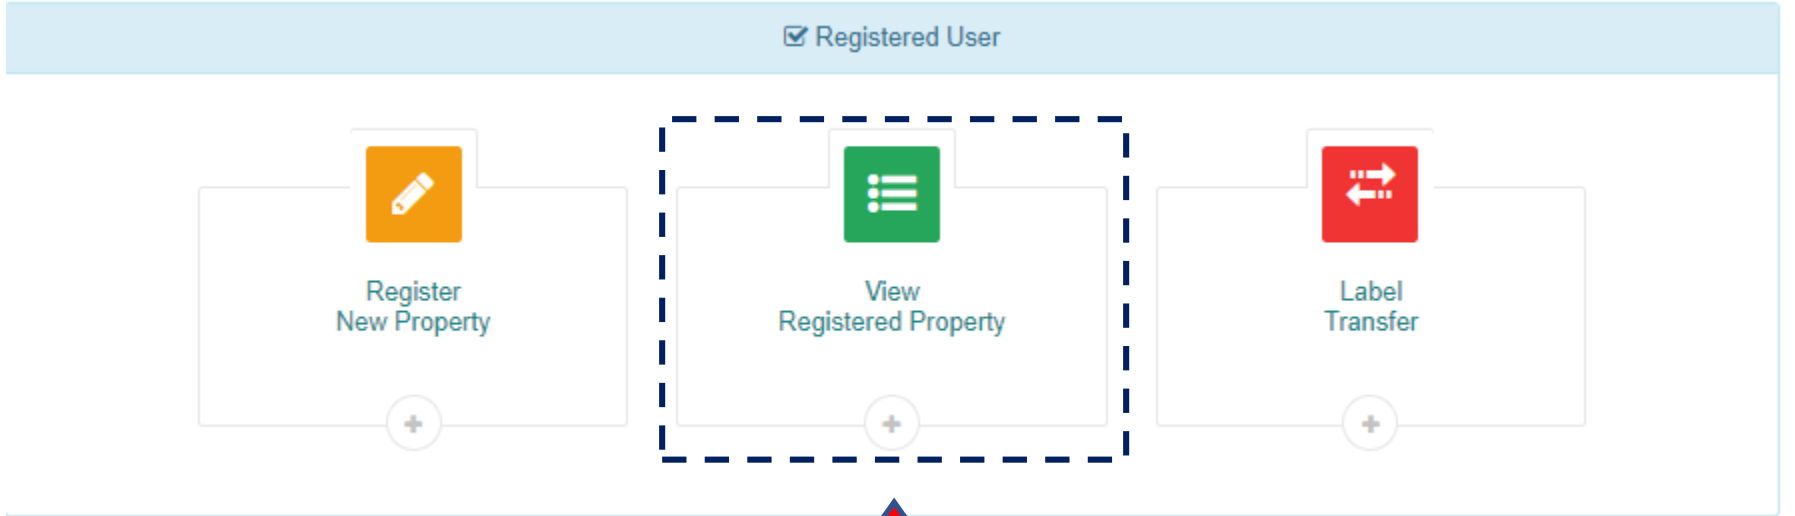 Registered User
Register
New Property
View
Registered Property
Label
Transfer